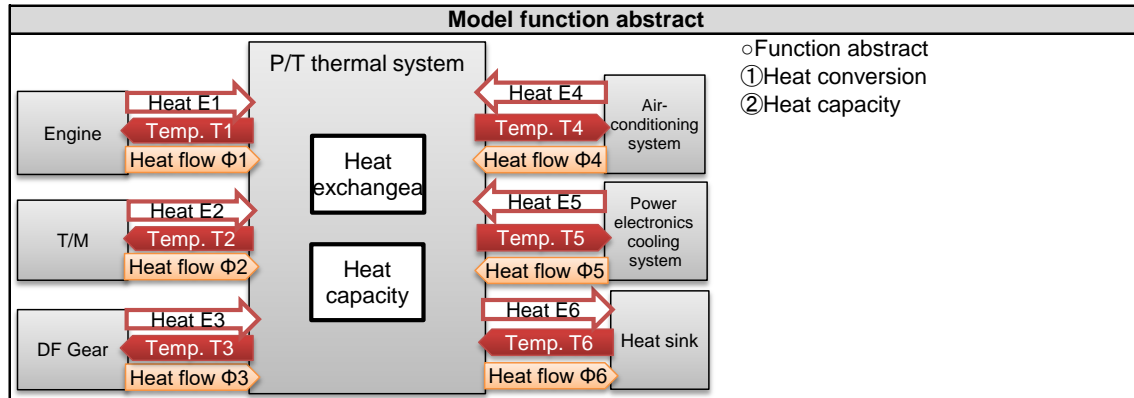 Model function abstract
P/T thermal system
Engine
Heat E1
Temp. T1
Heat flow Φ1
T/M
Heat E2
Temp. T2
Heat flow Φ2
DF Gear
Heat E3
Temp. T3
Heat flow Φ3
Heat
exchangea
Heat
capacity
Heat E4
Temp. T4
Heat flow Φ4
Air-
conditioning
system
Heat E5
Temp. T5
Heat flow Φ5
Power
electronics
cooling
system
Heat E6
Temp. T6
Heat flow Φ6
Heat sink
○Function abstract
①Heat conversion
②Heat capacity